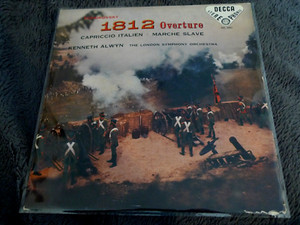 1812 Overture
CAPRICCIO ITALIEN · MARCHE SLAVE
KENNETH ALWYN THE LONDON SYMPHONY ORCHESTRA
DECCA